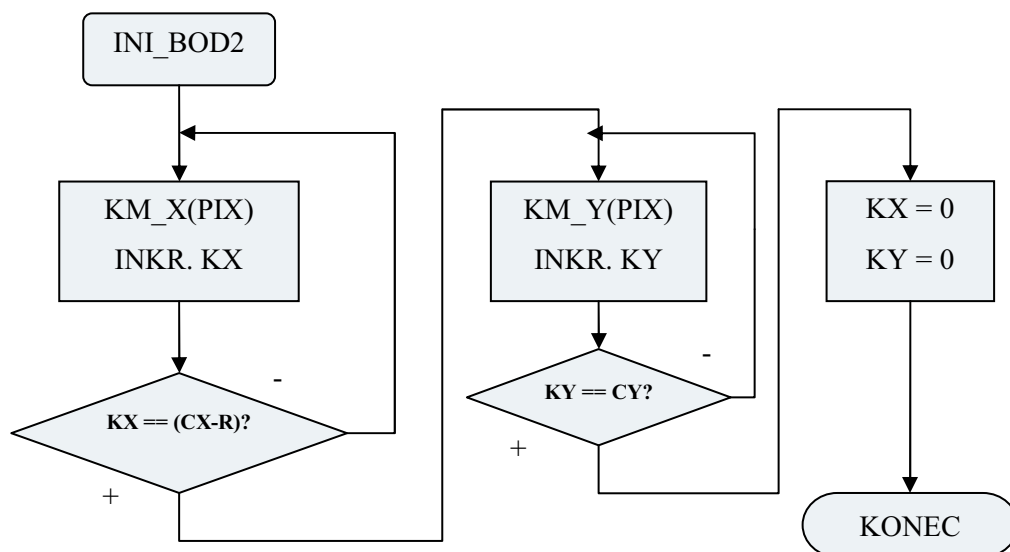 INI_BOD2
KM_X(PIX)
INKR. KX
KX == (CX-R)?
-
+
KM_Y(PIX)
INKR. KY
KY == CY?
-
+
KX = 0
KY = 0
KONEC